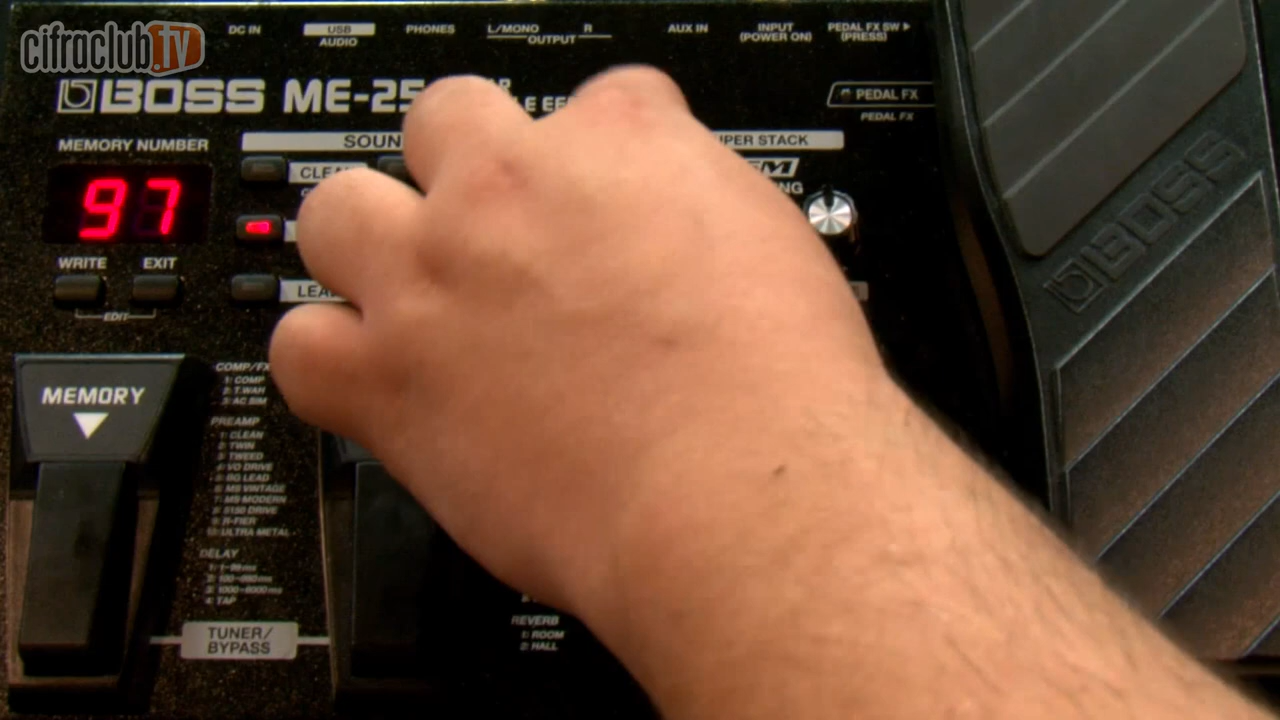 cifraclub.tv
DC IN
USB
AUDIO
PHONES
L/MONO R
OUTPUT
AUX IN
INPUT
(POWER ON)
PEDAL FX SW
(PRESS)
BOSS ME-25
PEDAL FX
PEDAL FX
MEMORY NUMBER
97
WRITE EXIT
EDIT
MEMORY
COMP/FX
1: COMP
2: T.WAH
3: AC SIM
PREAMP
1: CLEAN
2: TWIN
3: TWEED
4: VO DRIVE
5: BG LEAD
6: MS VINTAGE
7: MS MODERN
8: 5150 DRIVE
9: R-FIER
10: ULTRA METAL
DELAY
1: 1-99ms
2: 100-990ms
3: 1000-6000ms
4: TAP
TUNER/
BYPASS
REVERB
1: ROOM
2: HALL
STACK
BOSS